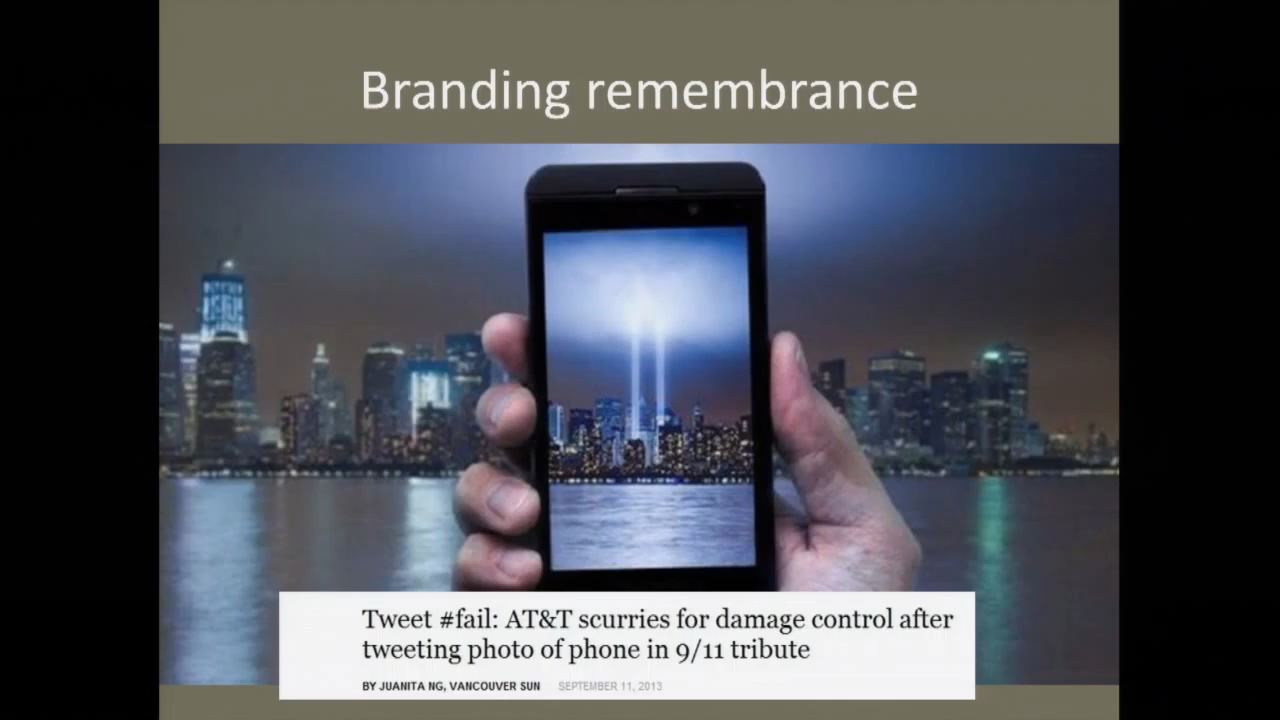 Branding remembrance
Tweet #fail: AT&T scurries for damage control after
tweeting photo of phone in 9/11 tribute
BY JUANITA NG, VANCOUVER SUN SEPTEMBER 11, 2013